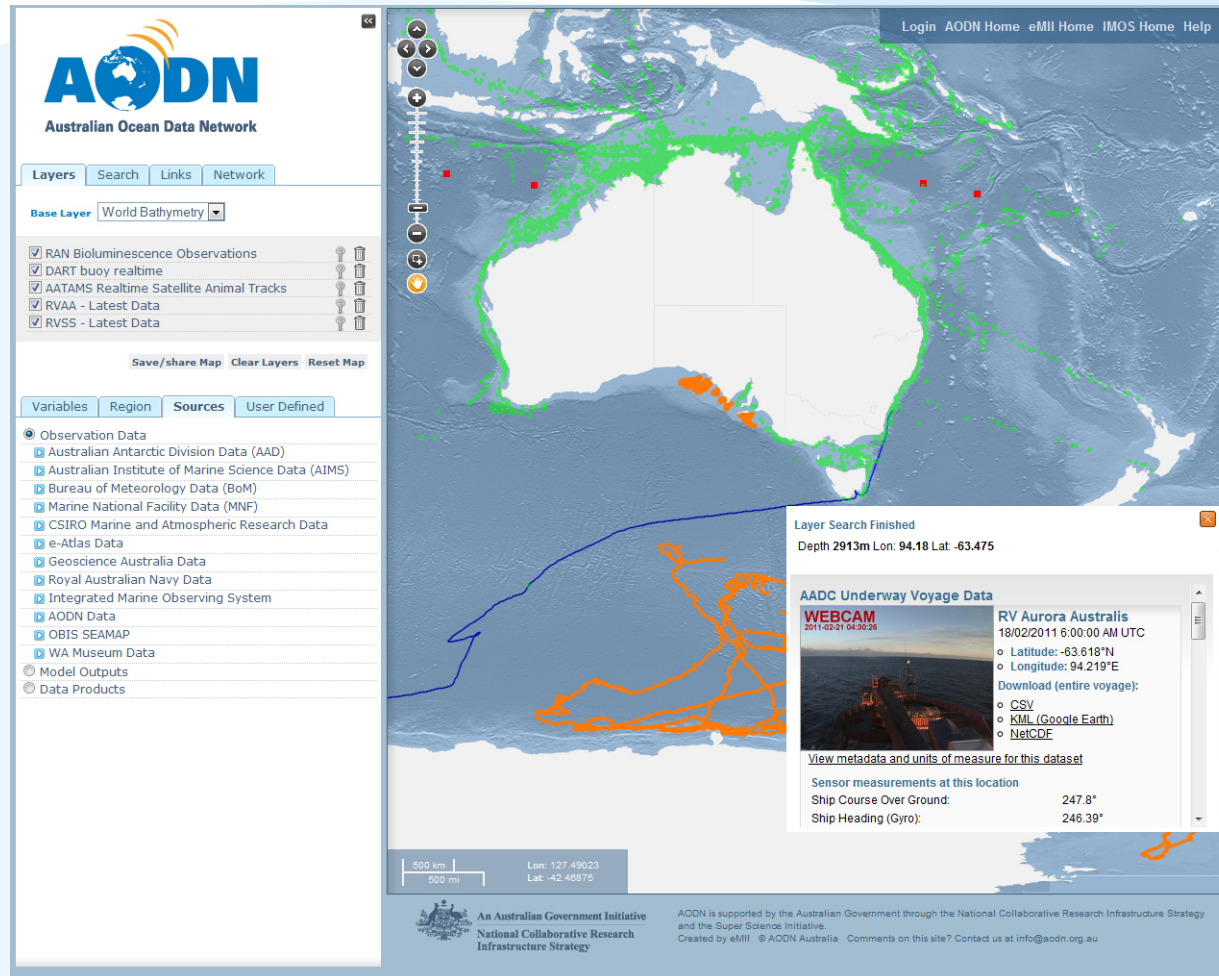 AODN
Australian Ocean Data Network
Layers Search Links Network
Base Layer World Bathymetry
RAN Bioluminescence Observations
DART buoy realtime
AATAMS Realtime Satellite Animal Tracks
RVAA - Latest Data
RVSS - Latest Data
Save/share Map Clear Layers Reset Map
Variables Region Sources User Defined
Observation Data
Australian Antarctic Division Data (AAD)
Australian Institute of Marine Science Data (AIMS)
Bureau of Meteorology Data (BoM)
Marine National Facility Data (MNF)
CSIRO Marine and Atmospheric Research Data
e-Atlas Data
Geoscience Australia Data
Royal Australian Navy Data
Integrated Marine Observing System
AODN Data
OBIS SEAMAP
WA Museum Data
Model Outputs
Data Products
Login AODN Home eMII Home IMOS Home Help
Layer Search Finished
Depth 2913m Lon: 94.18 Lat: -63.475
AADC Underway Voyage Data
WEBCAM
2011-02-21 04:30:26
RV Aurora Australis
18/02/2011 6:00:00 AM UTC
Latitude: -63.618°N
Longitude: 94.219°E
Download (entire voyage):
CSV
KML (Google Earth)
NetCDF
View metadata and units of measure for this dataset
Sensor measurements at this location
Ship Course Over Ground: 247.8°
Ship Heading (Gyro): 246.39°
500 km
500 mi
Lon: 127.49023
Lat: -42.46875
An Australian Government Initiative
National Collaborative Research
Infrastructure Strategy
AODN is supported by the Australian Government through the National Collaborative Research Infrastructure Strategy
and the Super Science Initiative.
Created by eMII © AODN Australia Comments on this site? Contact us at info@aodn.org.au